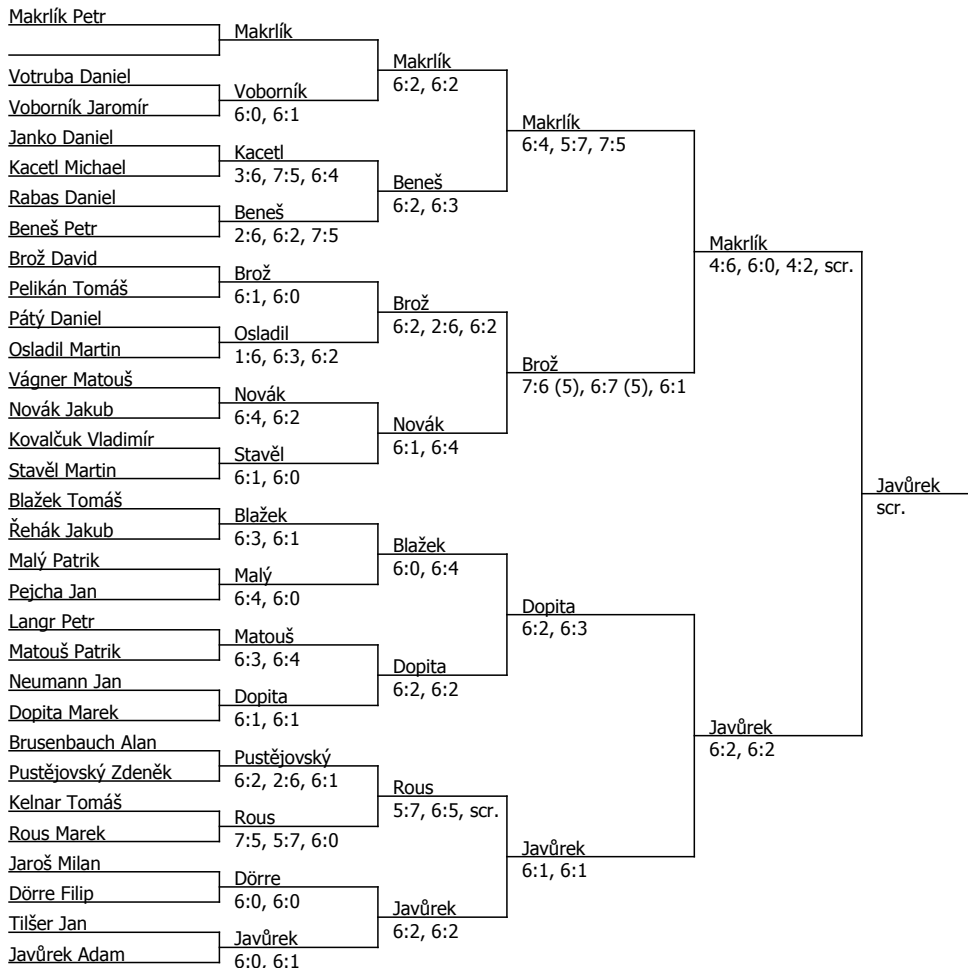 Makrlík Petr
Votruba Daniel
Voborník Jaromír
Janko Daniel
Kacetl Michael
Rabas Daniel
Beneš Petr
Brož David
Pelikán Tomáš
Pátý Daniel
Osladil Martin
Vágner Matouš
Novák Jakub
Kovalčuk Vladimír
Stavěl Martin
Blažek Tomáš
Řehák Jakub
Malý Patrik
Pejcha Jan
Langr Petr
Matouš Patrik
Neumann Jan
Dopita Marek
Brusenbauch Alan
Pustějovský Zdeněk
Kelnar Tomáš
Rous Marek
Jaroš Milan
Dörre Filip
Tilšer Jan
Javůrek Adam
Makrlík
Voborník
6:0, 6:1
Kacetl
3:6, 7:5, 6:4
Beneš
2:6, 6:2, 7:5
Brož
6:1, 6:0
Osladil
1:6, 6:3, 6:2
Novák
6:4, 6:2
Stavěl
6:1, 6:0
Blažek
6:3, 6:1
Malý
6:4, 6:0
Matouš
6:3, 6:4
Dopita
6:1, 6:1
Pustějovský
6:2, 2:6, 6:1
Rous
7:5, 5:7, 6:0
Dörre
6:0, 6:0
Javůrek
6:0, 6:1
Makrlík
6:2, 6:2
Beneš
6:2, 6:3
Brož
6:2, 2:6, 6:2
Novák
6:1, 6:4
Blažek
6:0, 6:4
Dopita
6:2, 6:2
Rous
5:7, 6:5, scr.
Javůrek
6:2, 6:2
Makrlík
6:4, 5:7, 7:5
Brož
7:6 (5), 6:7 (5), 6:1
Dopita
6:2, 6:3
Javůrek
6:1, 6:1
Makrlík
4:6, 6:0, 4:2, scr.
Javůrek
6:2, 6:2
Javůrek
scr.